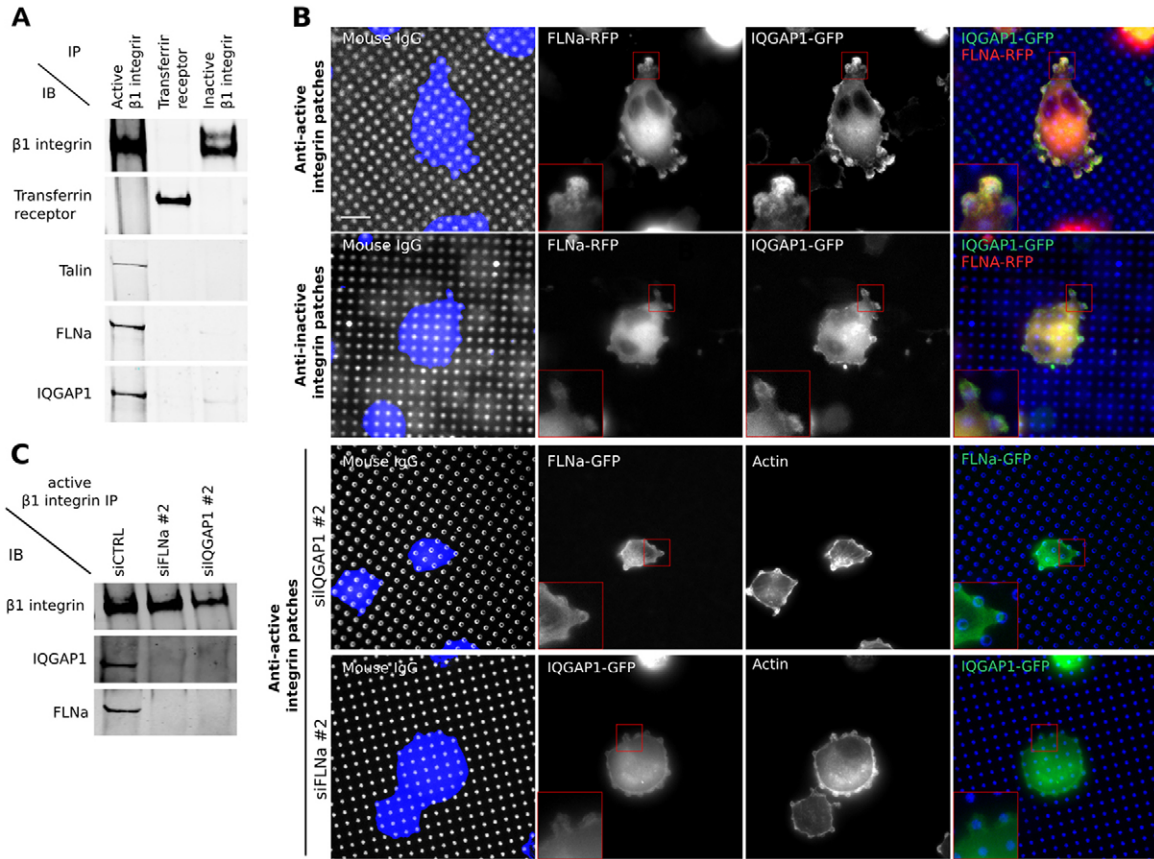 A
IP
IB
Active
β1 integrir
Transferrir
receptor
Inactive
β1 integrir
β1 integrin
Transferrin
receptor
Talin
FLNa
IQGAP1
B
Anti-active
integrin patches
Mouse IgG
FLNa-RFP
IQGAP1-GFP
IQGAP1-GFP
FLNA-RFP
Anti-inactive
integrin patches
Mouse IgG
FLNa-RFP
IQGAP1-GFP
IQGAP1-GFP
FLNA-RFP
C
active
β1 integrin IP
IB
siCTRL
siFLNa #2
siIQGAP1 #2
β1 integrin
IQGAP1
FLNa
Anti-active
integrin patches
siIQGAP1 #2
Mouse IgG
FLNa-GFP
Actin
FLNa-GFP
siFLNa #2
Mouse IgG
IQGAP1-GFP
Actin
IQGAP1-GFP